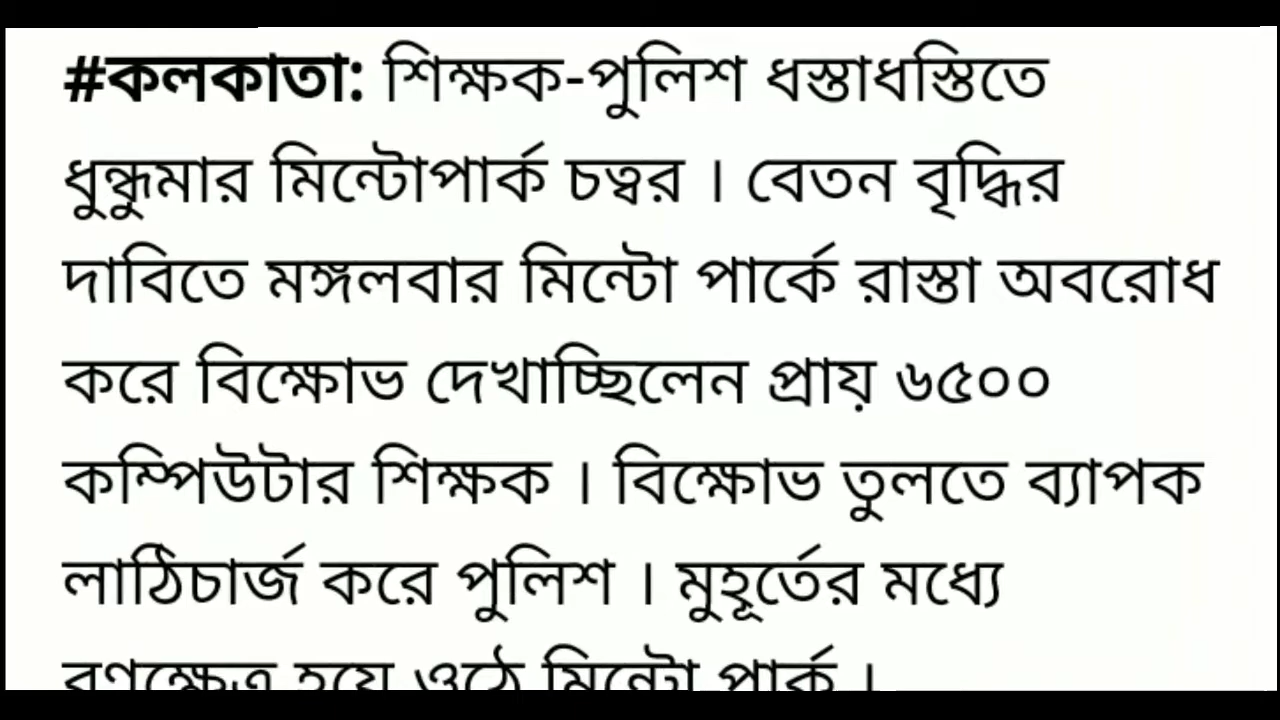 #কলকাতা: শিক্ষক-পুলিশ ধস্তাধস্তিতে
ধুন্ধুমার মিন্টোপার্ক চত্বর । বেতন বৃদ্ধির
দাবিতে মঙ্গলবার মিন্টো পার্কে রাস্তা অবরোধ
করে বিক্ষোভ দেখাচ্ছিলেন প্রায় ৬৫০০
কম্পিউটার শিক্ষক । বিক্ষোভ তুলতে ব্যাপক
লাঠিচার্জ করে পুলিশ । মুহূর্তের মধ্যে
রণক্ষেত্র হয়ে ওঠে মিন্টো পার্ক ।